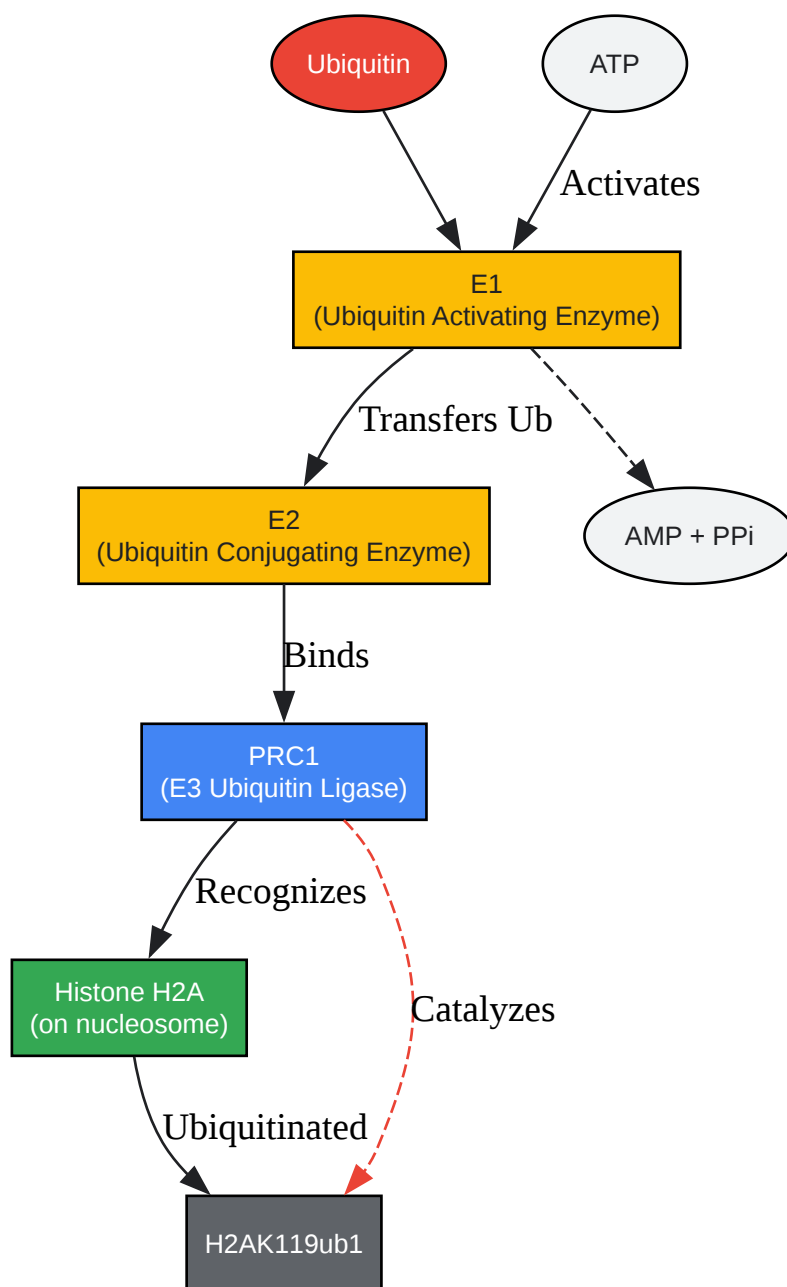 Ubiquitin
ATP
Activates
E1
(Ubiquitin Activating Enzyme)
Transfers Ub
E2
(Ubiquitin Conjugating Enzyme)
AMP + PPi
Binds
PRC1
(E3 Ubiquitin Ligase)
Recognizes
Histone H2A
(on nucleosome)
Catalyzes
Ubiquitinated
H2AK119ub1